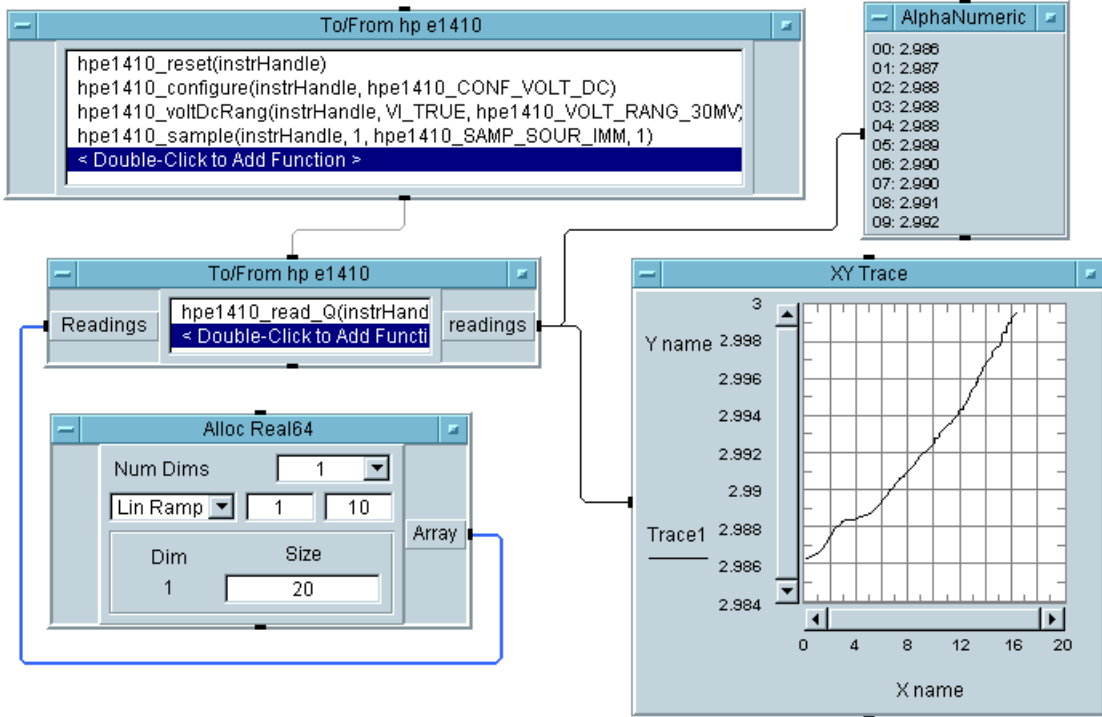 To/From hp e1410
hpe1410_reset(instrHandle)
hpe1410_configure(instrHandle, hpe1410_CONF_VOLT_DC)
hpe1410_voltDcRang(instrHandle, VI_TRUE, hpe1410_VOLT_RANG_30MV)
hpe1410_sample(instrHandle, 1, hpe1410_SAMP_SOUR_IMM, 1)
< Double-Click to Add Function >
AlphaNumeric
00: 2.986
01: 2.987
02: 2.988
03: 2.988
04: 2.988
05: 2.989
06: 2.990
07: 2.990
08: 2.991
09: 2.992
To/From hp e1410
Readings
hpe1410_read_Q(instrHand
< Double-Click to Add Functi
readings
Alloc Real64
Num Dims 1
Lin Ramp 1 10
Dim Size
1 20
Array
XY Trace
Y name
Trace1
3
2.998
2.996
2.994
2.992
2.99
2.988
2.986
2.984
0 4 8 12 16 20
X name